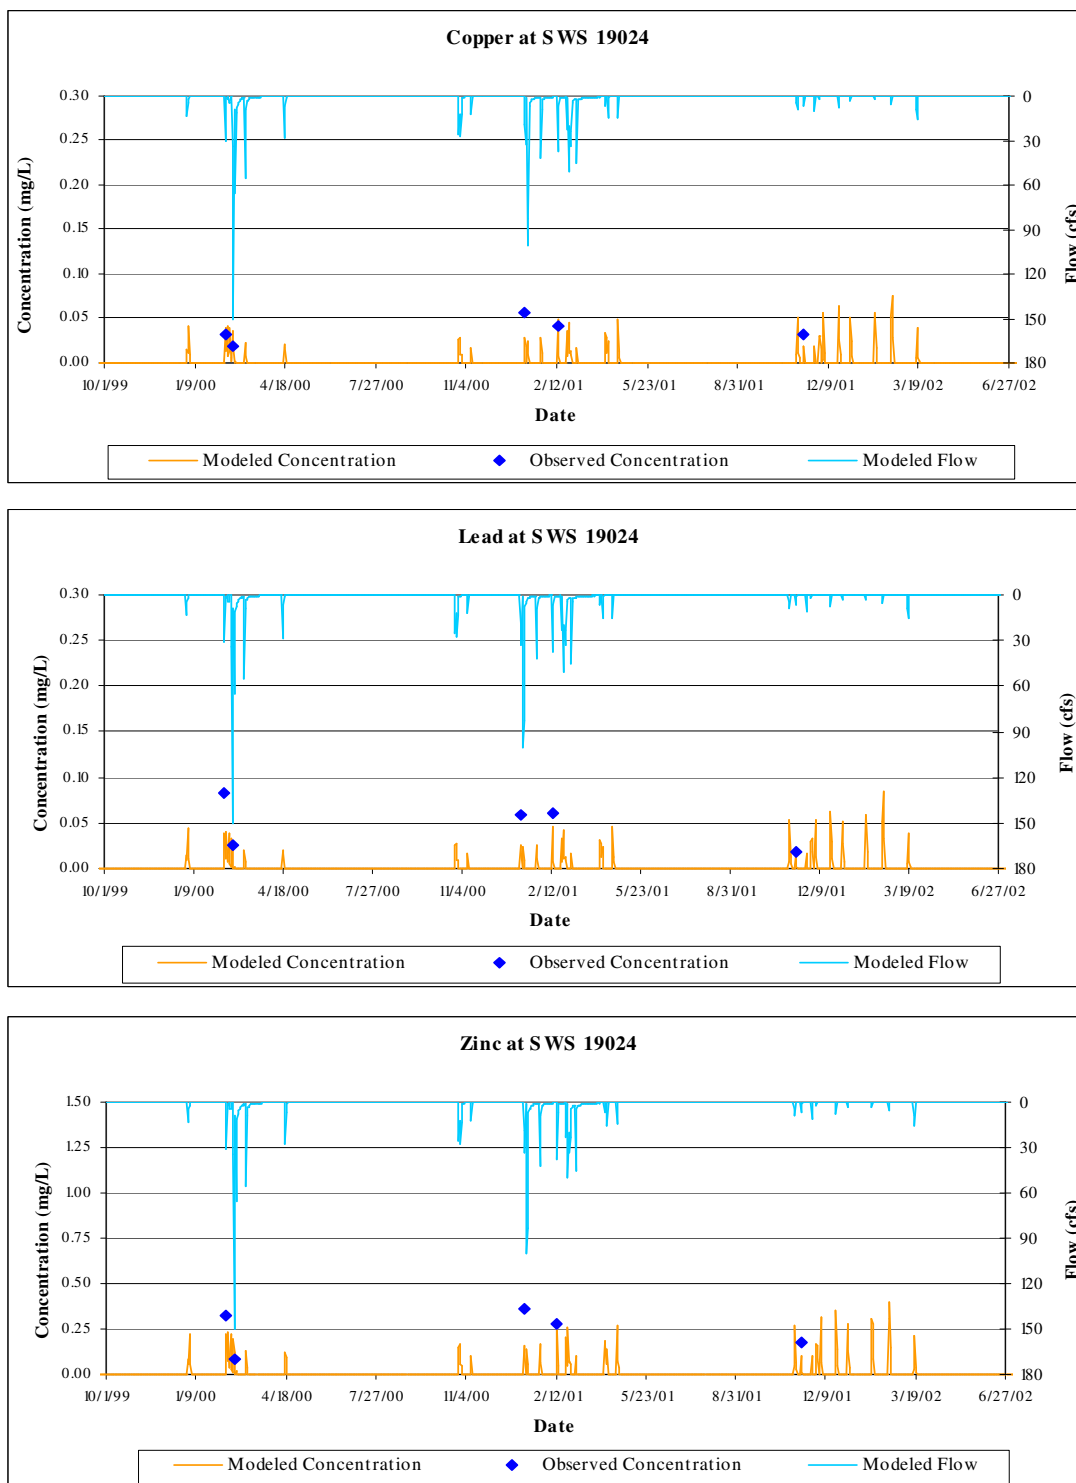 Copper at SWS 19024
0.30 0
0.25 30
0.20 60
0.15 90
0.10 120
0.05 150
0.00 180
Concentration (mg/L)
Flow (cfs)
10/1/99 1/9/00 4/18/00 7/27/00 11/4/00 2/12/01 5/23/01 8/31/01 12/9/01 3/19/02 6/27/02
Date
Modeled Concentration Observed Concentration Modeled Flow
Lead at SWS 19024
0.30 0
0.25 30
0.20 60
0.15 90
0.10 120
0.05 150
0.00 180
Concentration (mg/L)
Flow (cfs)
10/1/99 1/9/00 4/18/00 7/27/00 11/4/00 2/12/01 5/23/01 8/31/01 12/9/01 3/19/02 6/27/02
Date
Modeled Concentration Observed Concentration Modeled Flow
Zinc at SWS 19024
1.50 0
1.25 30
1.00 60
0.75 90
0.50 120
0.25 150
0.00 180
Concentration (mg/L)
Flow (cfs)
10/1/99 1/9/00 4/18/00 7/27/00 11/4/00 2/12/01 5/23/01 8/31/01 12/9/01 3/19/02 6/27/02
Date
Modeled Concentration Observed Concentration Modeled Flow